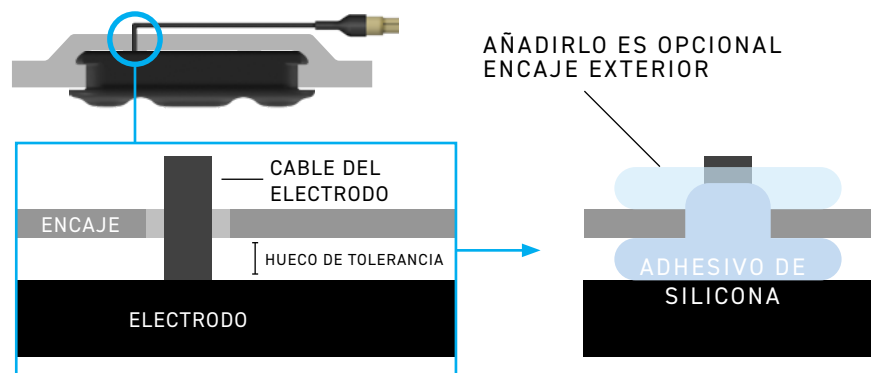 AÑADIRLO ES OPCIONAL
ENCAJE EXTERIOR
CABLE DEL
ELECTRODO
ENCAJE
HUECO DE TOLERANCIA
ELECTRODO
ADHESIVO DE
SILICONA